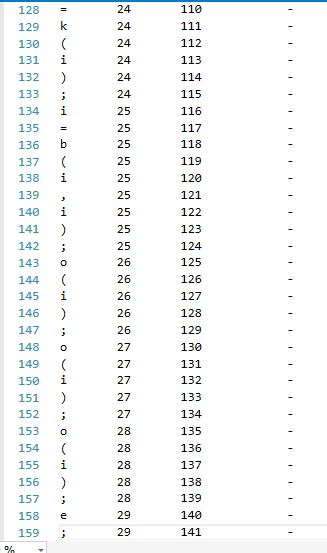 128 = 24 110 -
129 k 24 111 -
130 ( 24 112 -
131 i 24 113 -
132 ) 24 114 -
133 ; 24 115 -
134 i 25 116 -
135 = 25 117 -
136 b 25 118 -
137 ( 25 119 -
138 i 25 120 -
139 , 25 121 -
140 i 25 122 -
141 ) 25 123 -
142 ; 25 124 -
143 o 26 125 -
144 ( 26 126 -
145 i 26 127 -
146 ) 26 128 -
147 ; 26 129 -
148 o 27 130 -
149 ( 27 131 -
150 i 27 132 -
151 ) 27 133 -
152 ; 27 134 -
153 o 28 135 -
154 ( 28 136 -
155 i 28 137 -
156 ) 28 138 -
157 ; 28 139 -
158 e 29 140 -
159 ; 29 141 -
%